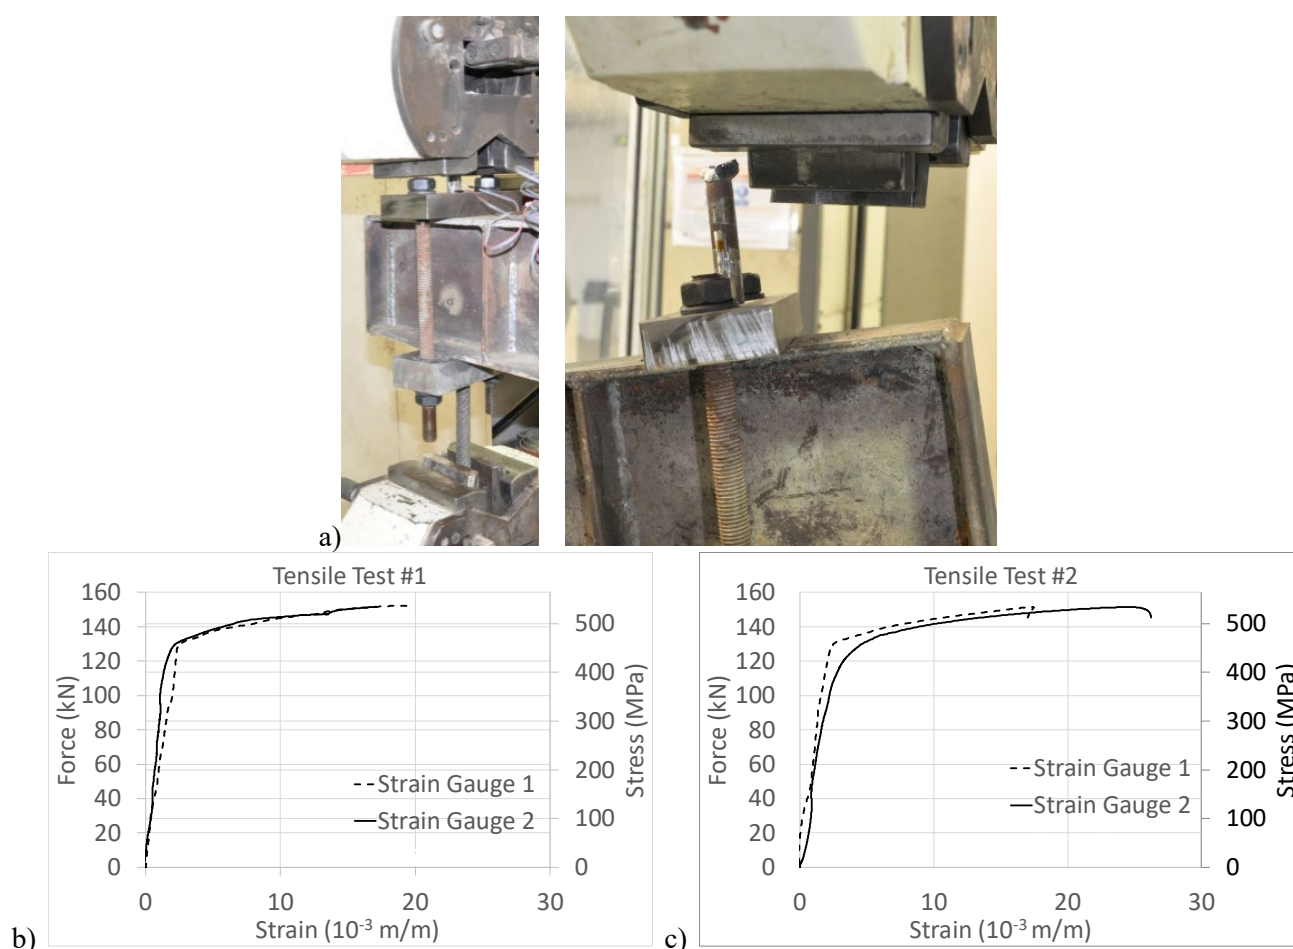 a)
Tensile Test #1
160
140
120
100
80
60
40
20
0
Force (kN)
500
400
300
200
100
0
Stress (MPa)
Strain Gauge 1
Strain Gauge 2
0 10 20 30
Strain (10⁻³ m/m)
b)
Tensile Test #2
160
140
120
100
80
60
40
20
0
Force (kN)
500
400
300
200
100
0
Stress (MPa)
Strain Gauge 1
Strain Gauge 2
0 10 20 30
Strain (10⁻³ m/m)
c)